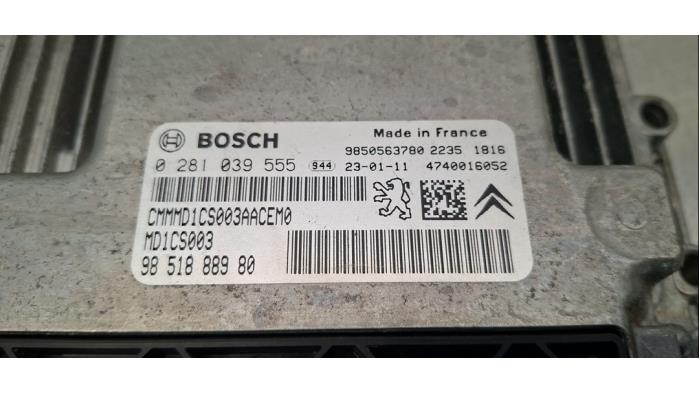 BOSCH
Made in France
9850563780 2235 1816
0 281 039 555 944 23-01-11 4740016052
CMMMD1CS003AACEM0
MD1CS003
98 518 889 80